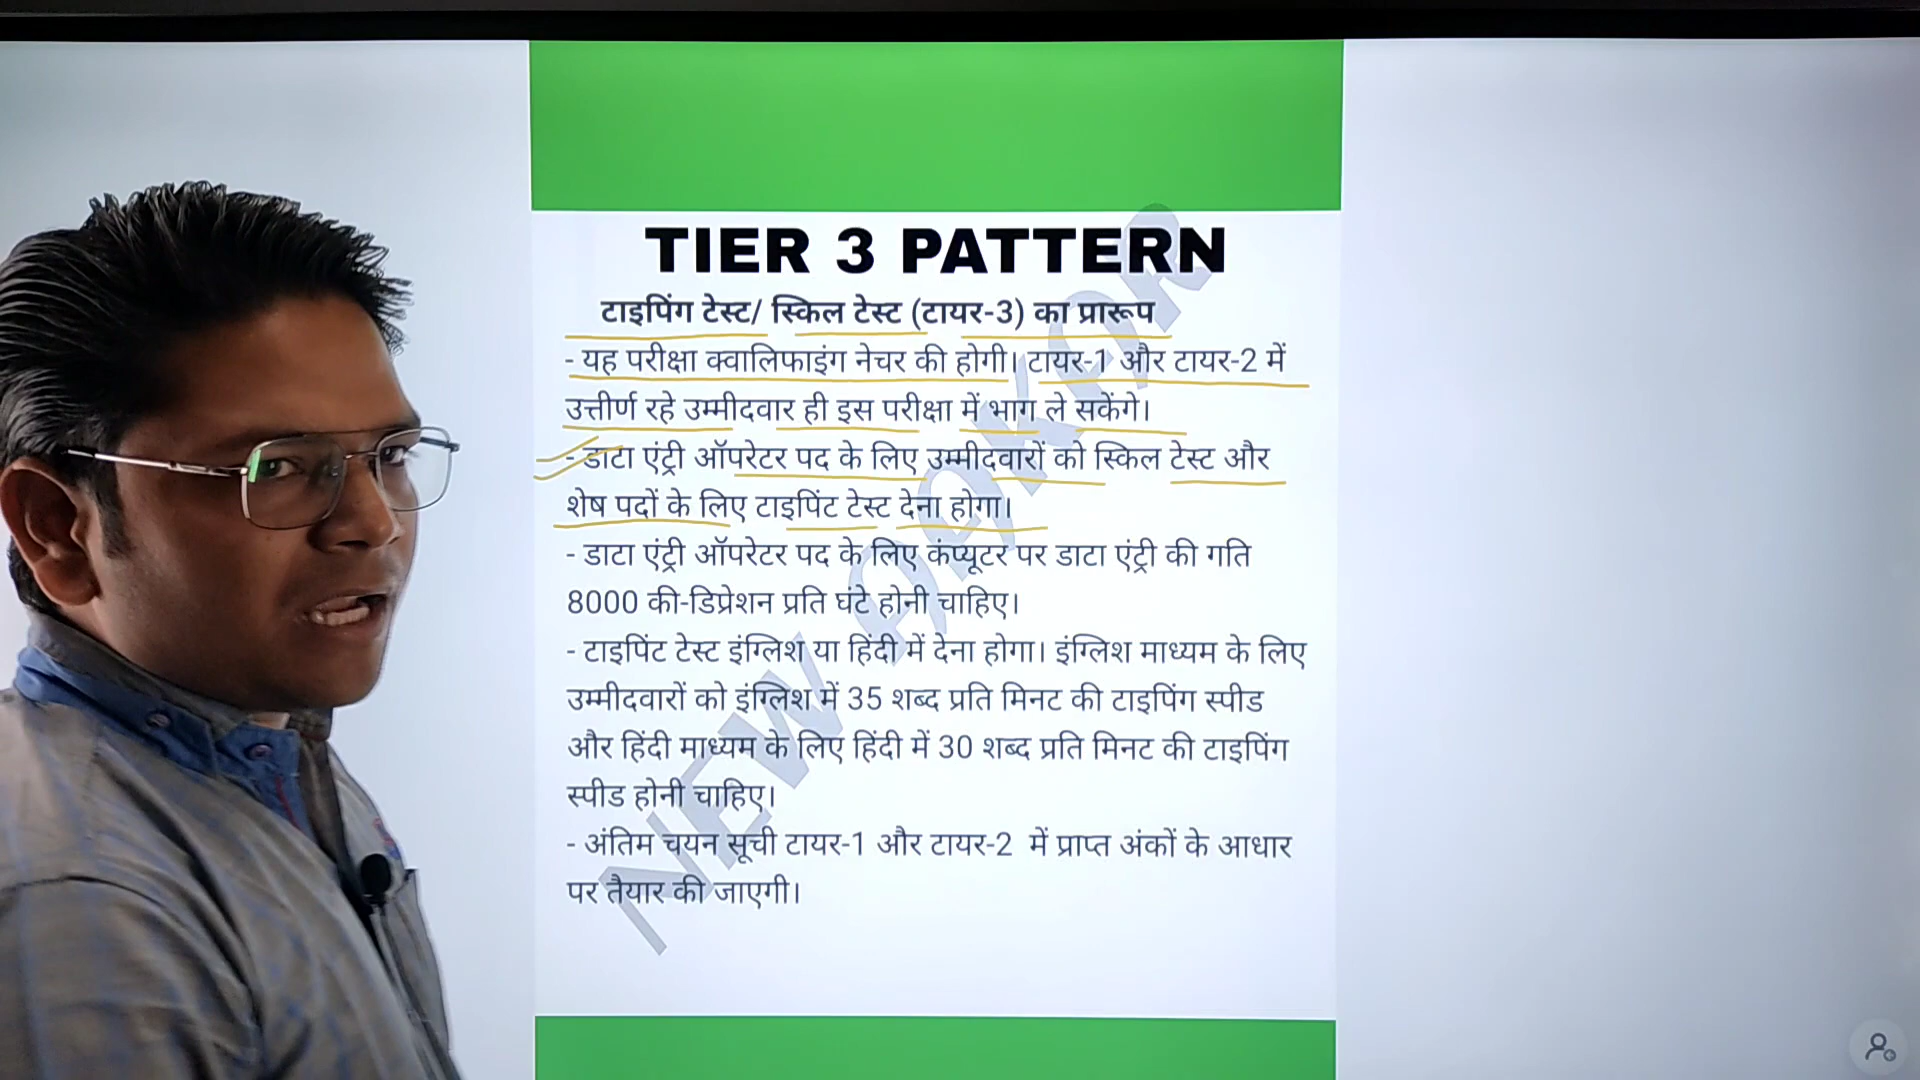 TIER 3 PATTERN
टाइपिंग टेस्ट/ स्किल टेस्ट (टायर-3) का प्रारूप
- यह परीक्षा क्वालिफाइंग नेचर की होगी। टायर-1 और टायर-2 में
उत्तीर्ण रहे उम्मीदवार ही इस परीक्षा में भाग ले सकेंगे।
- डाटा एंट्री ऑपरेटर पद के लिए उम्मीदवारों को स्किल टेस्ट और
शेष पदों के लिए टाइपिंट टेस्ट देना होगा।
- डाटा एंट्री ऑपरेटर पद के लिए कंप्यूटर पर डाटा एंट्री की गति
8000 की-डिप्रेशन प्रति घंटे होनी चाहिए।
- टाइपिंट टेस्ट इंग्लिश या हिंदी में देना होगा। इंग्लिश माध्यम के लिए
उम्मीदवारों को इंग्लिश में 35 शब्द प्रति मिनट की टाइपिंग स्पीड
और हिंदी माध्यम के लिए हिंदी में 30 शब्द प्रति मिनट की टाइपिंग
स्पीड होनी चाहिए।
- अंतिम चयन सूची टायर-1 और टायर-2 में प्राप्त अंकों के आधार
पर तैयार की जाएगी।
NEW AAKAR